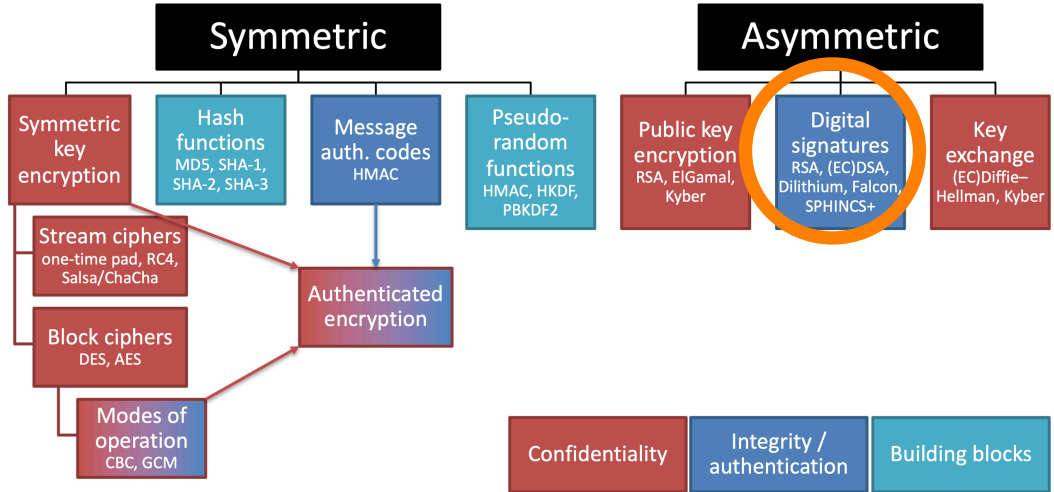 Symmetric
Asymmetric
Symmetric
key
encryption
Hash
functions
MD5, SHA-1,
SHA-2, SHA-3
Message
auth. codes
HMAC
Pseudo-
random
functions
HMAC, HKDF,
PBKDF2
Public key
encryption
RSA, ElGamal,
Kyber
Digital
signatures
RSA, (EC)DSA,
Dilithium, Falcon,
SPHINCS+
Key
exchange
(EC)Diffie–
Hellman, Kyber
Stream ciphers
one-time pad, RC4,
Salsa/ChaCha
Authenticated
encryption
Block ciphers
DES, AES
Modes of
operation
CBC, GCM
Confidentiality
Integrity /
authentication
Building blocks